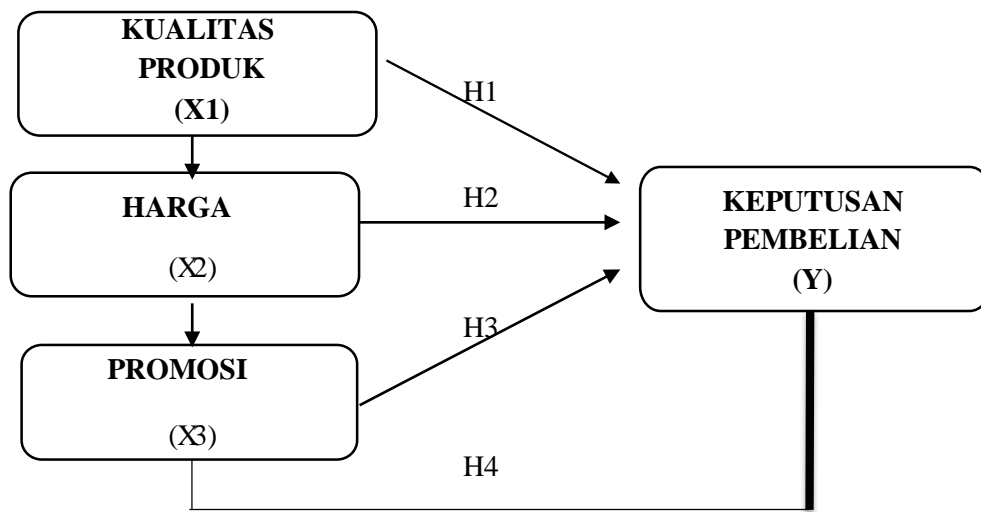 KUALITAS
PRODUK
(X1)
H1
HARGA
(X2)
H2
KEPUTUSAN
PEMBELIAN
(Y)
H3
PROMOSI
(X3)
H4